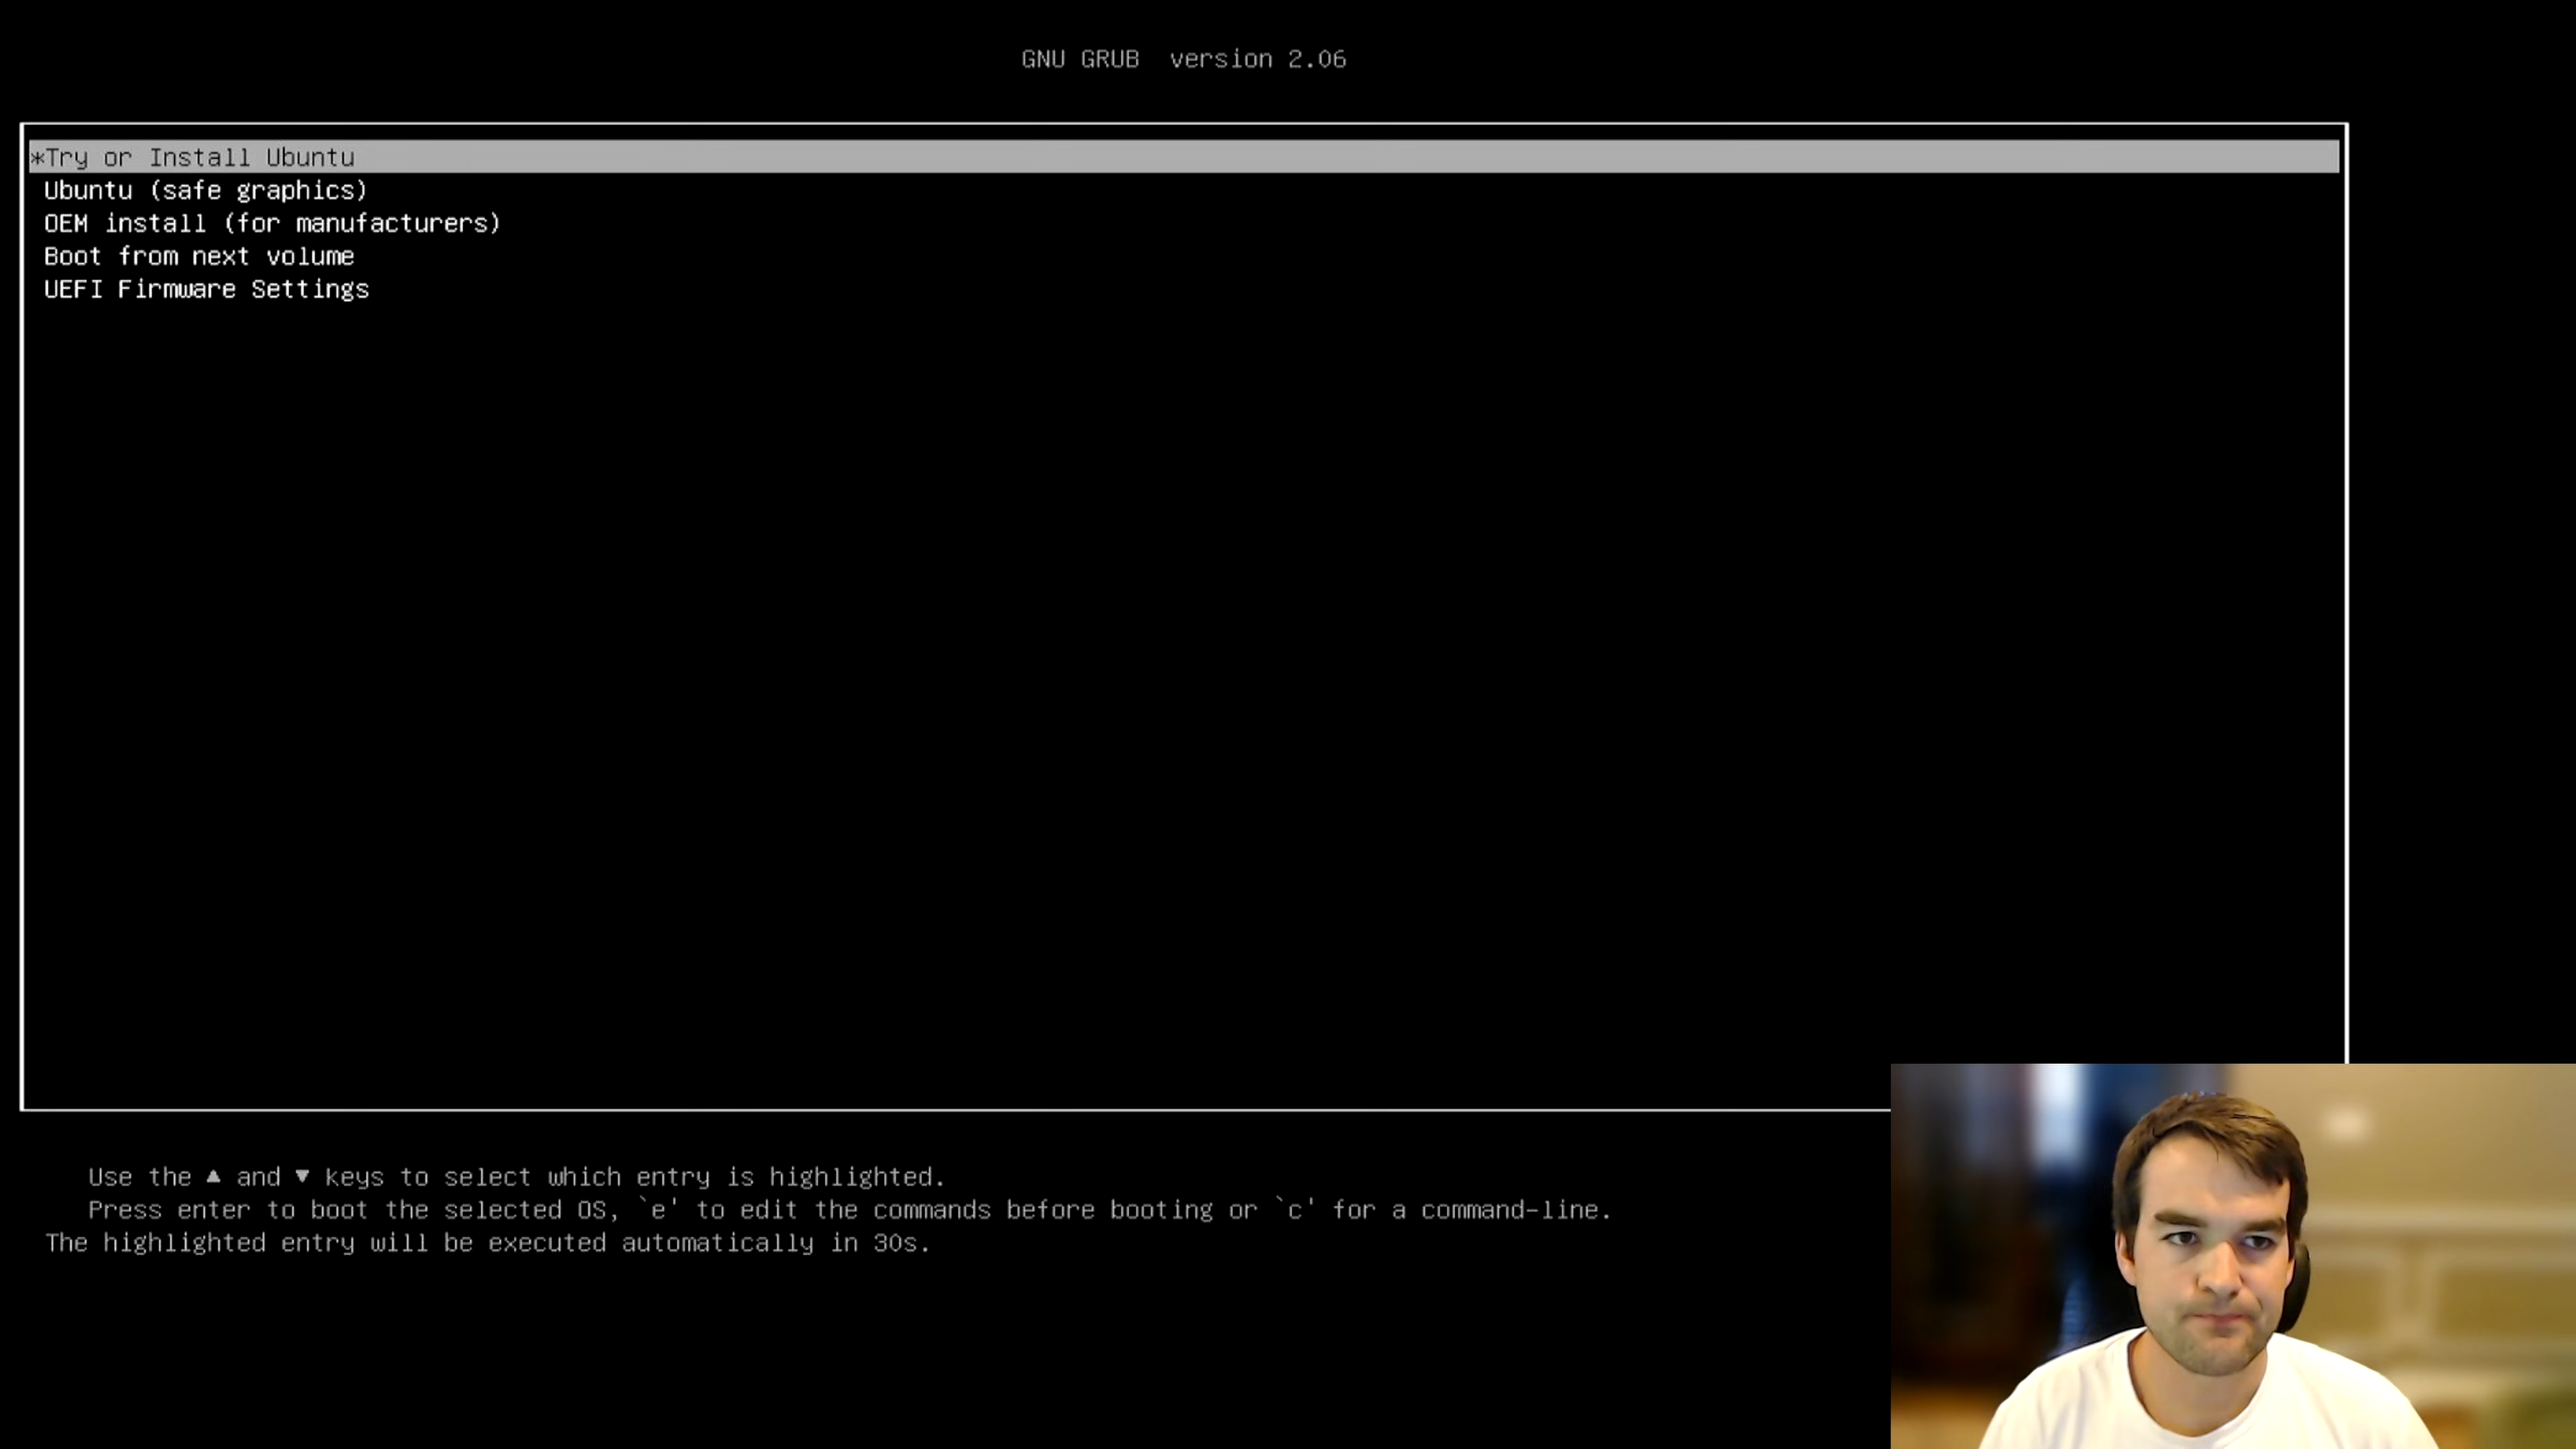 GNU GRUB  version 2.06
*Try or Install Ubuntu
Ubuntu (safe graphics)
OEM install (for manufacturers)
Boot from next volume
UEFI Firmware Settings
Use the ▲ and ▼ keys to select which entry is highlighted.
Press enter to boot the selected OS, `e' to edit the commands before booting or `c' for a command-line.
The highlighted entry will be executed automatically in 30s.